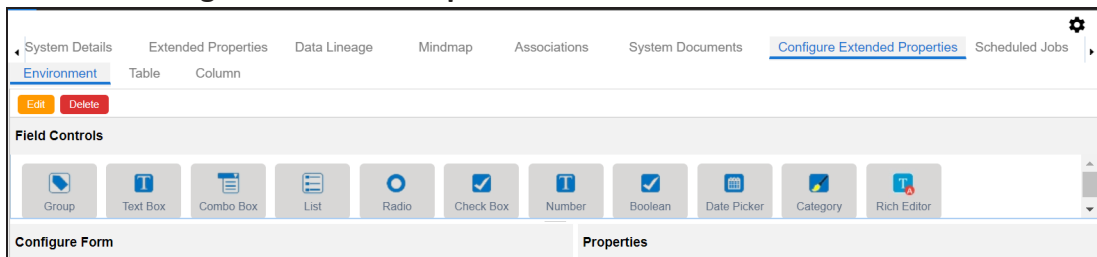 System Details Extended Properties Data Lineage Mindmap Associations System Documents Configure Extended Properties Scheduled Jobs
Environment Table Column
Edit Delete
Field Controls
Group Text Box Combo Box List Radio Check Box Number Boolean Date Picker Category Rich Editor
Configure Form Properties